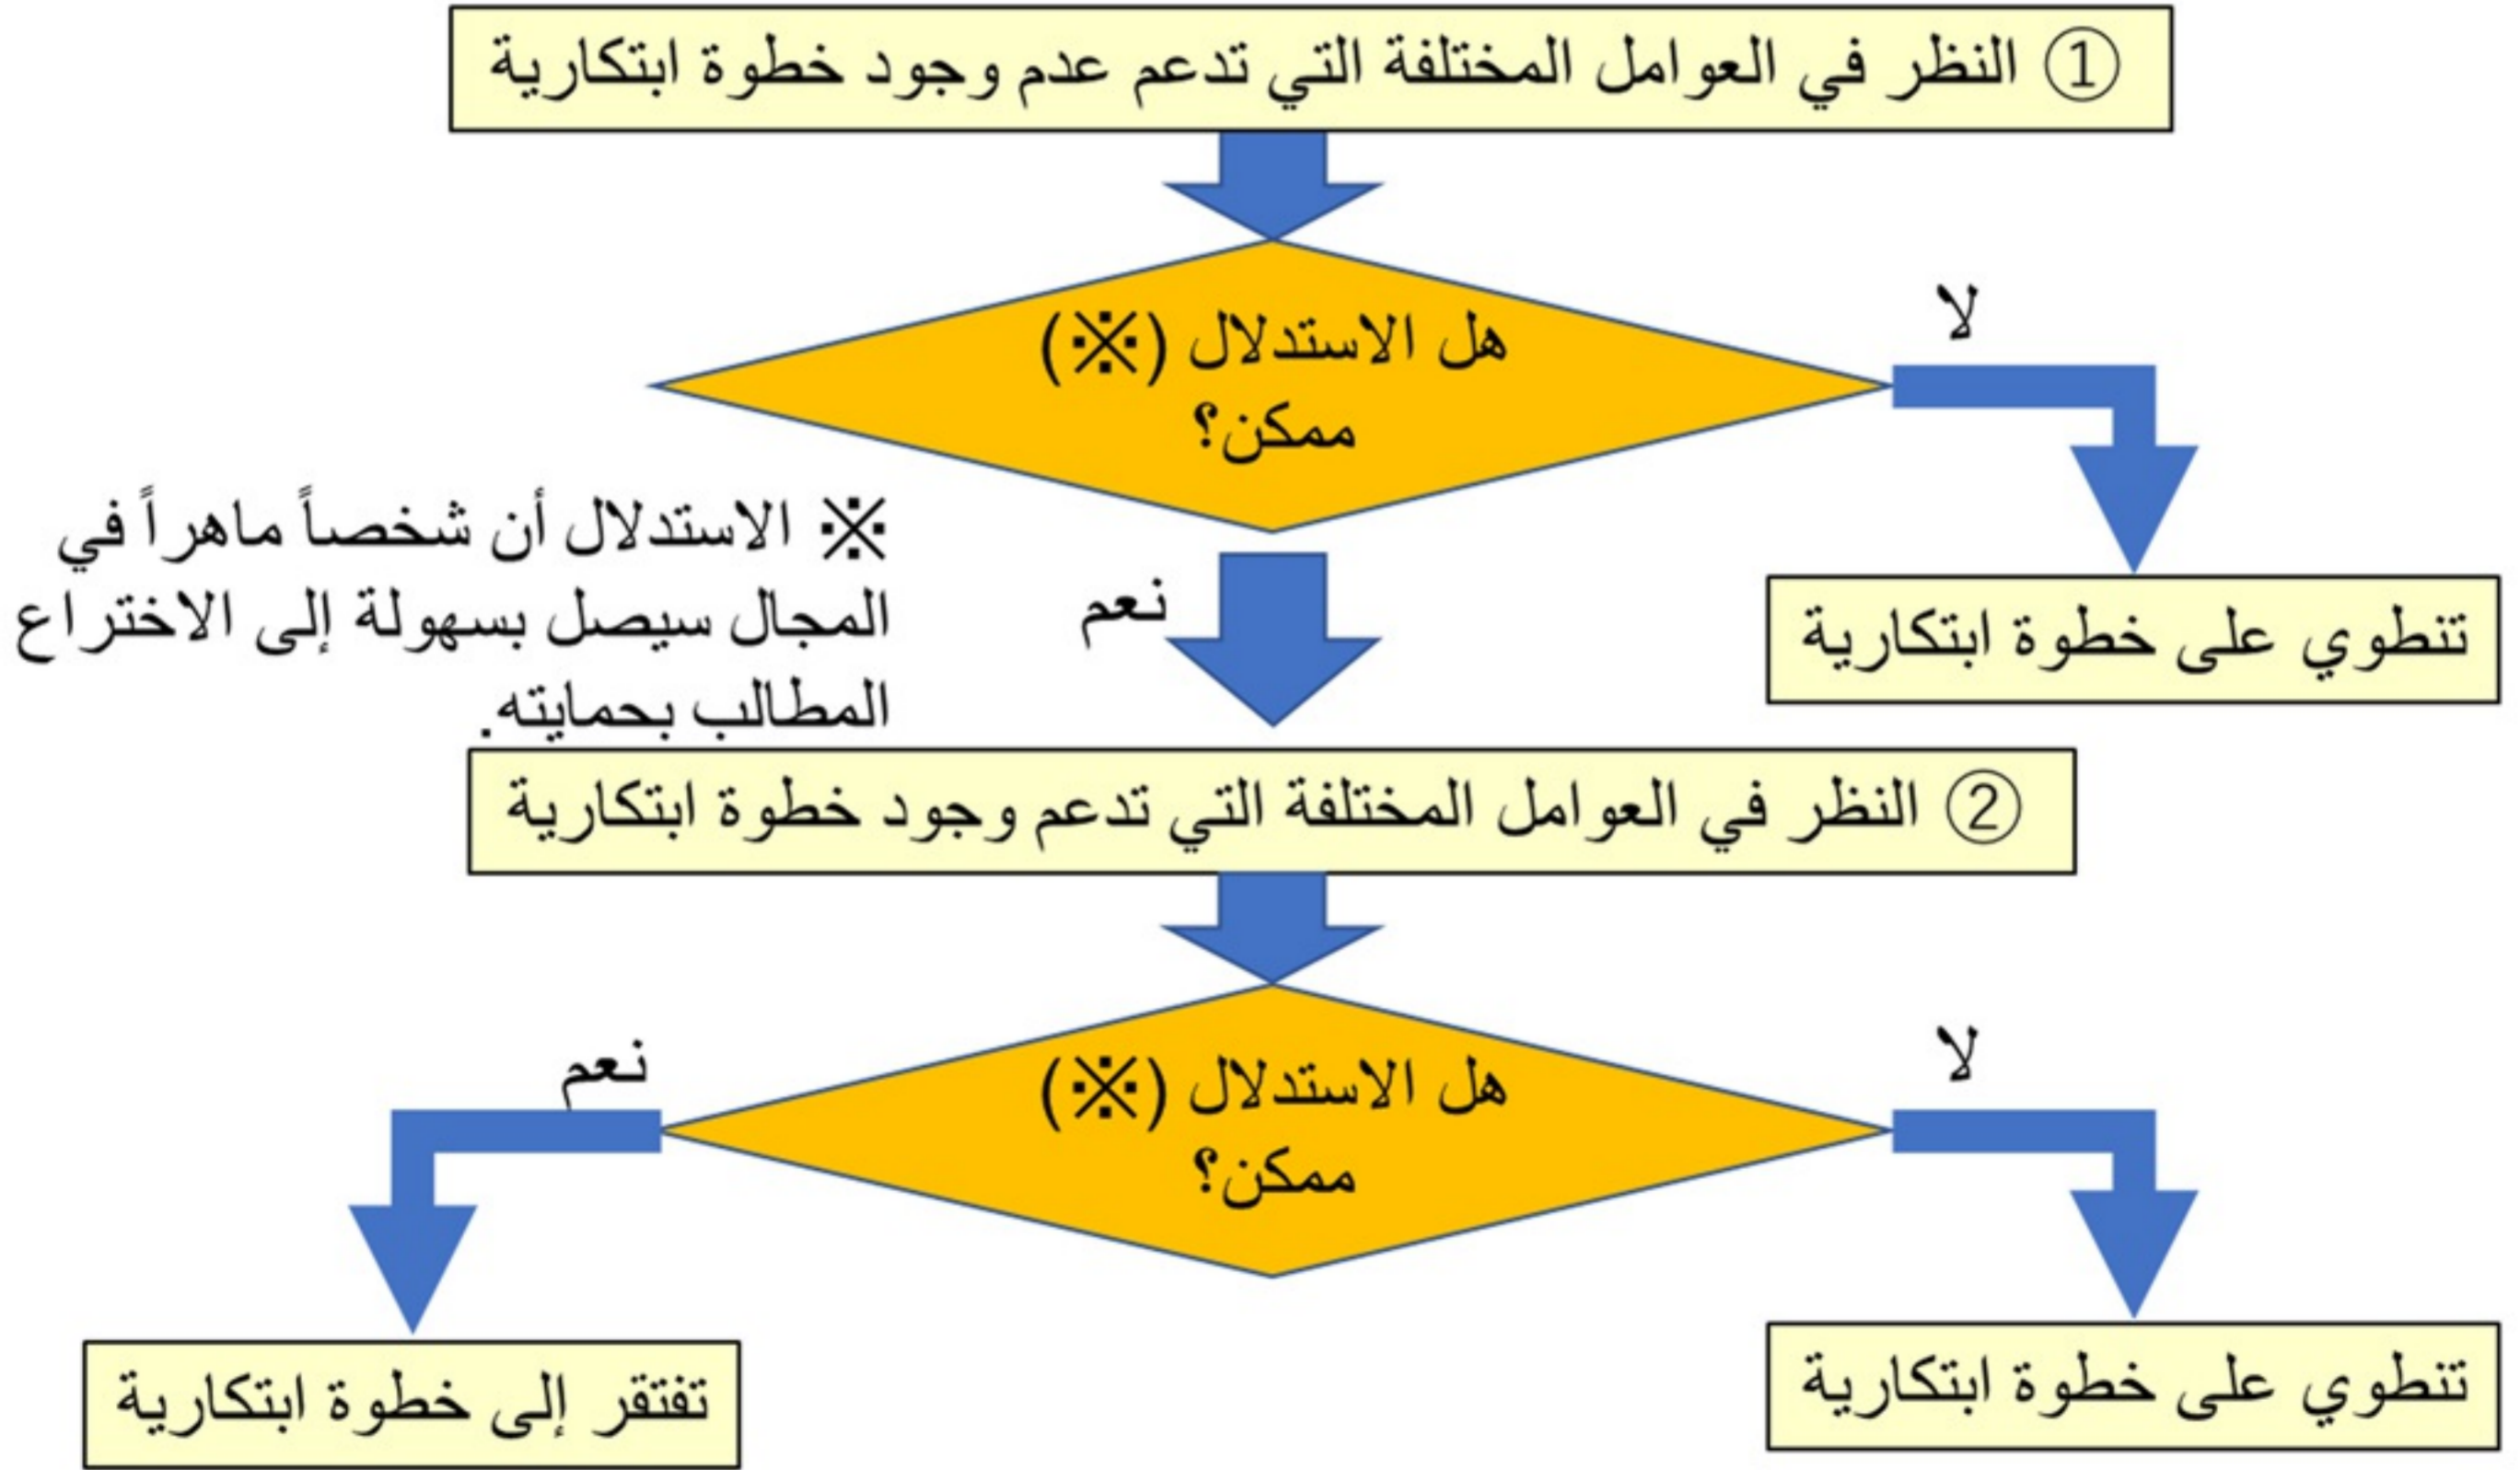 ① النظر في العوامل المختلفة التي تدعم عدم وجود خطوة ابتكارية
هل الاستدلال (※)
ممكن؟
لا
تنطوي على خطوة ابتكارية
نعم
※ الاستدلال أن شخصاً ماهراً في
المجال سيصل بسهولة إلى الاختراع
المطالب بحمايته.
② النظر في العوامل المختلفة التي تدعم وجود خطوة ابتكارية
هل الاستدلال (※)
ممكن؟
لا
نعم
تنطوي على خطوة ابتكارية
تفتقر إلى خطوة ابتكارية